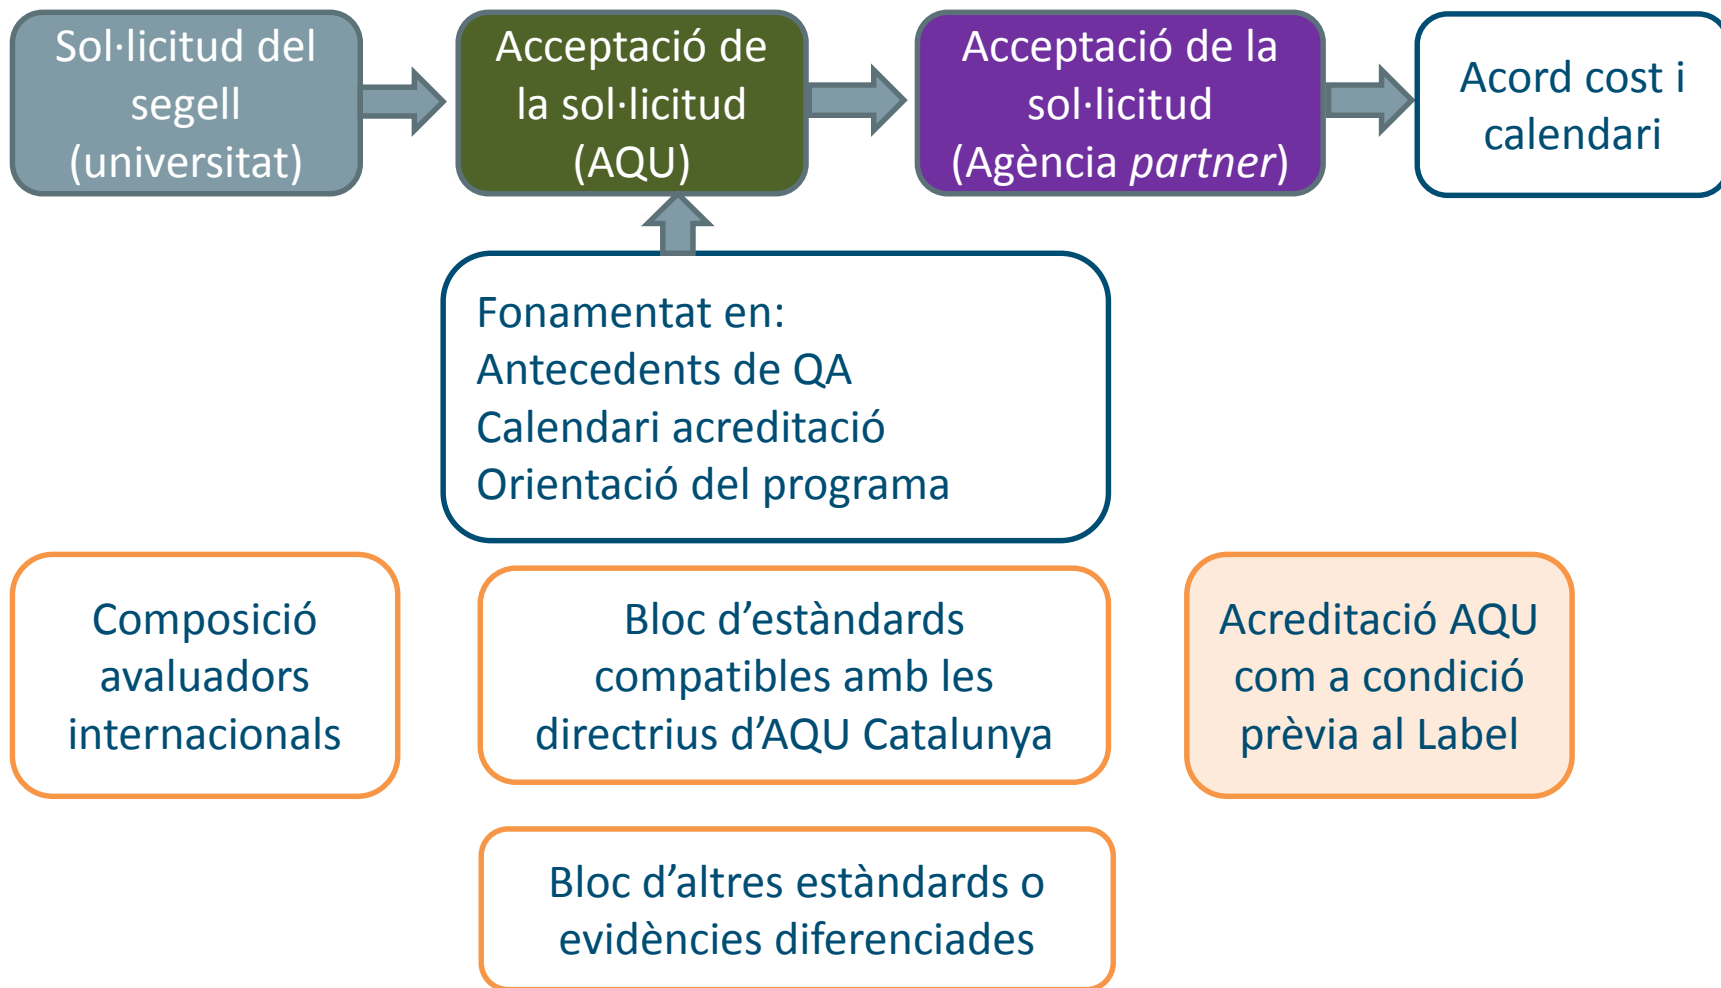 Sol·licitud del
segell
(universitat)
Acceptació de
la sol·licitud
(AQU)
Acceptació de la
sol·licitud
(Agència partner)
Acord cost i
calendari
Fonamentat en:
Antecedents de QA
Calendari acreditació
Orientació del programa
Composició
avaluadors
internacionals
Bloc d’estàndards
compatibles amb les
directrius d’AQU Catalunya
Acreditació AQU
com a condició
prèvia al Label
Bloc d’altres estàndards o
evidències diferenciades